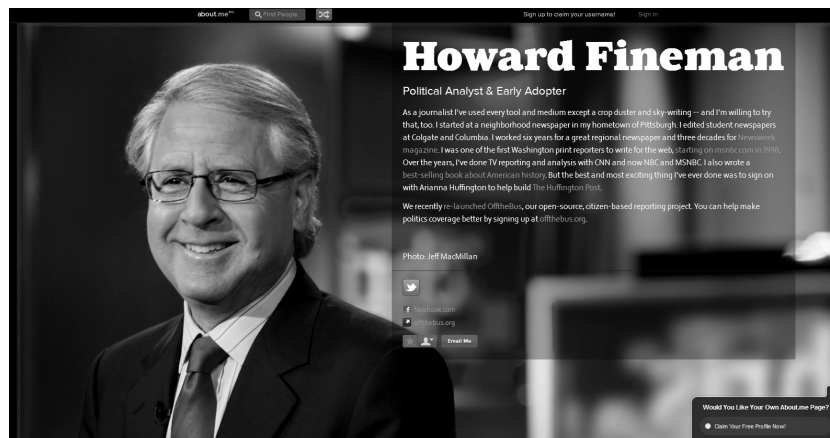 about.me™
Find People
Sign up to claim your username!
Sign in
Howard Fineman
Political Analyst & Early Adopter
As a journalist I've used every tool and medium except a crop duster and sky-writing -- and I'm willing to try
that, too. I started at a neighborhood newspaper in my hometown of Pittsburgh. I edited student newspapers
at Colgate and Columbia. I worked six years for a great regional newspaper and three decades for Newsweek
magazine. I was one of the first Washington print reporters to write for the web, starting on msnbc.com in 1998.
Over the years, I've done TV reporting and analysis with CNN and now NBC and MSNBC. I also wrote a
best-selling book about American history. But the best and most exciting thing I've ever done was to sign on
with Arianna Huffington to help build The Huffington Post.
We recently re-launched OfftheBus, our open-source, citizen-based reporting project. You can help make
politics coverage better by signing up at offthebus.org.
Photo: Jeff MacMillan
facebook.com
offthebus.org
Email Me
Would You Like Your Own About.me Page?
Claim Your Free Profile Now!